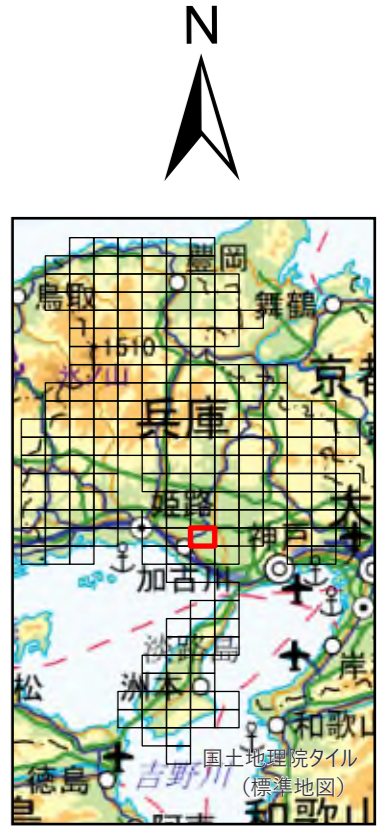 N
豊岡
鳥取
舞鶴
1510
氷ノ山
京都
兵庫
姫路
大
神戸
加古川
淡路島
洲本
岸
松
和歌山
国土地理院タイル
(標準地図)
徳島
吉野川
和歌山